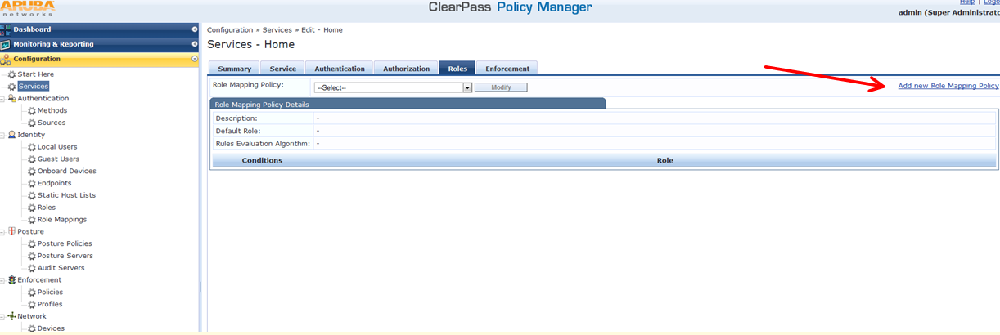 ARUBA
networks
ClearPass Policy Manager
Help | Logo
admin (Super Administrato
Dashboard
Monitoring & Reporting
Configuration
Start Here
Services
Authentication
Methods
Sources
Identity
Local Users
Guest Users
Onboard Devices
Endpoints
Static Host Lists
Roles
Role Mappings
Posture
Posture Policies
Posture Servers
Audit Servers
Enforcement
Policies
Profiles
Network
Devices
Configuration » Services » Edit - Home
Services - Home
Summary Service Authentication Authorization Roles Enforcement
Role Mapping Policy: --Select-- Modify Add new Role Mapping Policy
Role Mapping Policy Details
Description: -
Default Role: -
Rules Evaluation Algorithm: -
Conditions Role